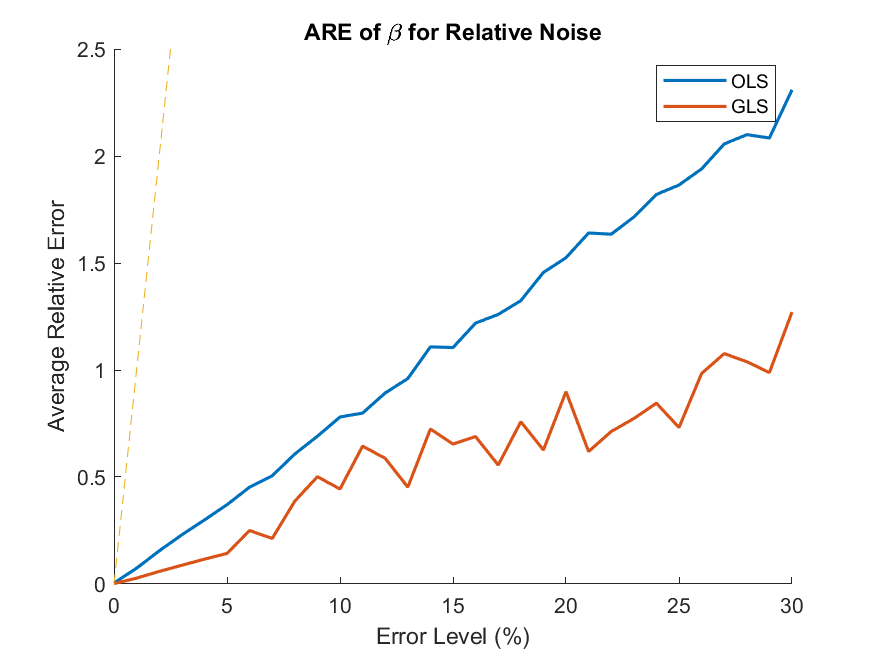 ARE of β for Relative Noise
OLS
GLS
Average Relative Error
2.5
2
1.5
1
0.5
0
0 5 10 15 20 25 30
Error Level (%)